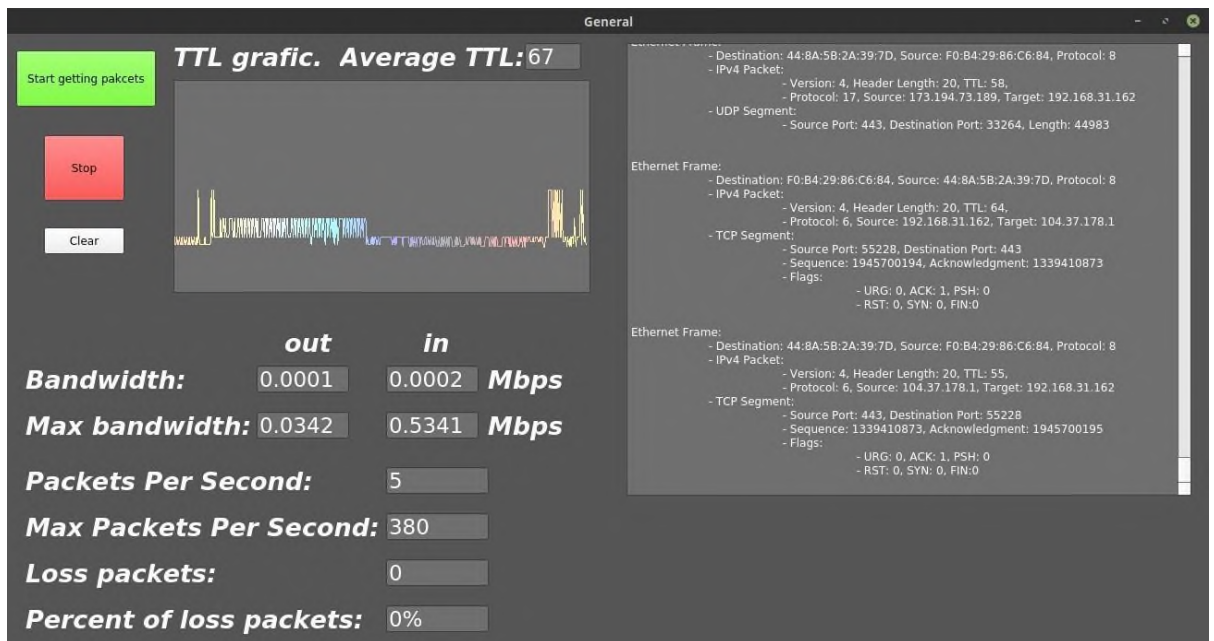 General
Start getting pakcets
Stop
Clear
TTL grafic. Average TTL: 67
out in
Bandwidth: 0.0001 0.0002 Mbps
Max bandwidth: 0.0342 0.5341 Mbps
Packets Per Second: 5
Max Packets Per Second: 380
Loss packets: 0
Percent of loss packets: 0%
Ethernet Frame:
- Destination: 44:8A:5B:2A:39:7D, Source: F0:B4:29:86:C6:84, Protocol: 8
- IPv4 Packet:
- Version: 4, Header Length: 20, TTL: 58,
- Protocol: 17, Source: 173.194.73.189, Target: 192.168.31.162
- UDP Segment:
- Source Port: 443, Destination Port: 33264, Length: 44983
Ethernet Frame:
- Destination: F0:B4:29:86:C6:84, Source: 44:8A:5B:2A:39:7D, Protocol: 8
- IPv4 Packet:
- Version: 4, Header Length: 20, TTL: 64,
- Protocol: 6, Source: 192.168.31.162, Target: 104.37.178.1
- TCP Segment:
- Source Port: 55228, Destination Port: 443
- Sequence: 1945700194, Acknowledgment: 1339410873
- Flags:
- URG: 0, ACK: 1, PSH: 0
- RST: 0, SYN: 0, FIN:0
Ethernet Frame:
- Destination: 44:8A:5B:2A:39:7D, Source: F0:B4:29:86:C6:84, Protocol: 8
- IPv4 Packet:
- Version: 4, Header Length: 20, TTL: 55,
- Protocol: 6, Source: 104.37.178.1, Target: 192.168.31.162
- TCP Segment:
- Source Port: 443, Destination Port: 55228
- Sequence: 1339410873, Acknowledgment: 1945700195
- Flags:
- URG: 0, ACK: 1, PSH: 0
- RST: 0, SYN: 0, FIN:0